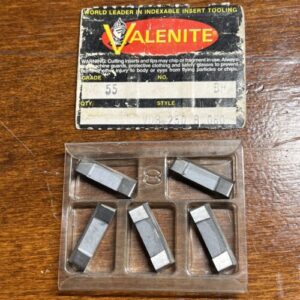 WORLD LEADER IN INDEXABLE INSERT TOOLING
VALENITE
WARNING: Cutting inserts and tips may chip or fragment in use. Always
use machine guards, protective clothing and safety glasses to prevent
injury to body or eyes from flying particles or chips.
GRADE NO.
55
QTY. STYLE
250